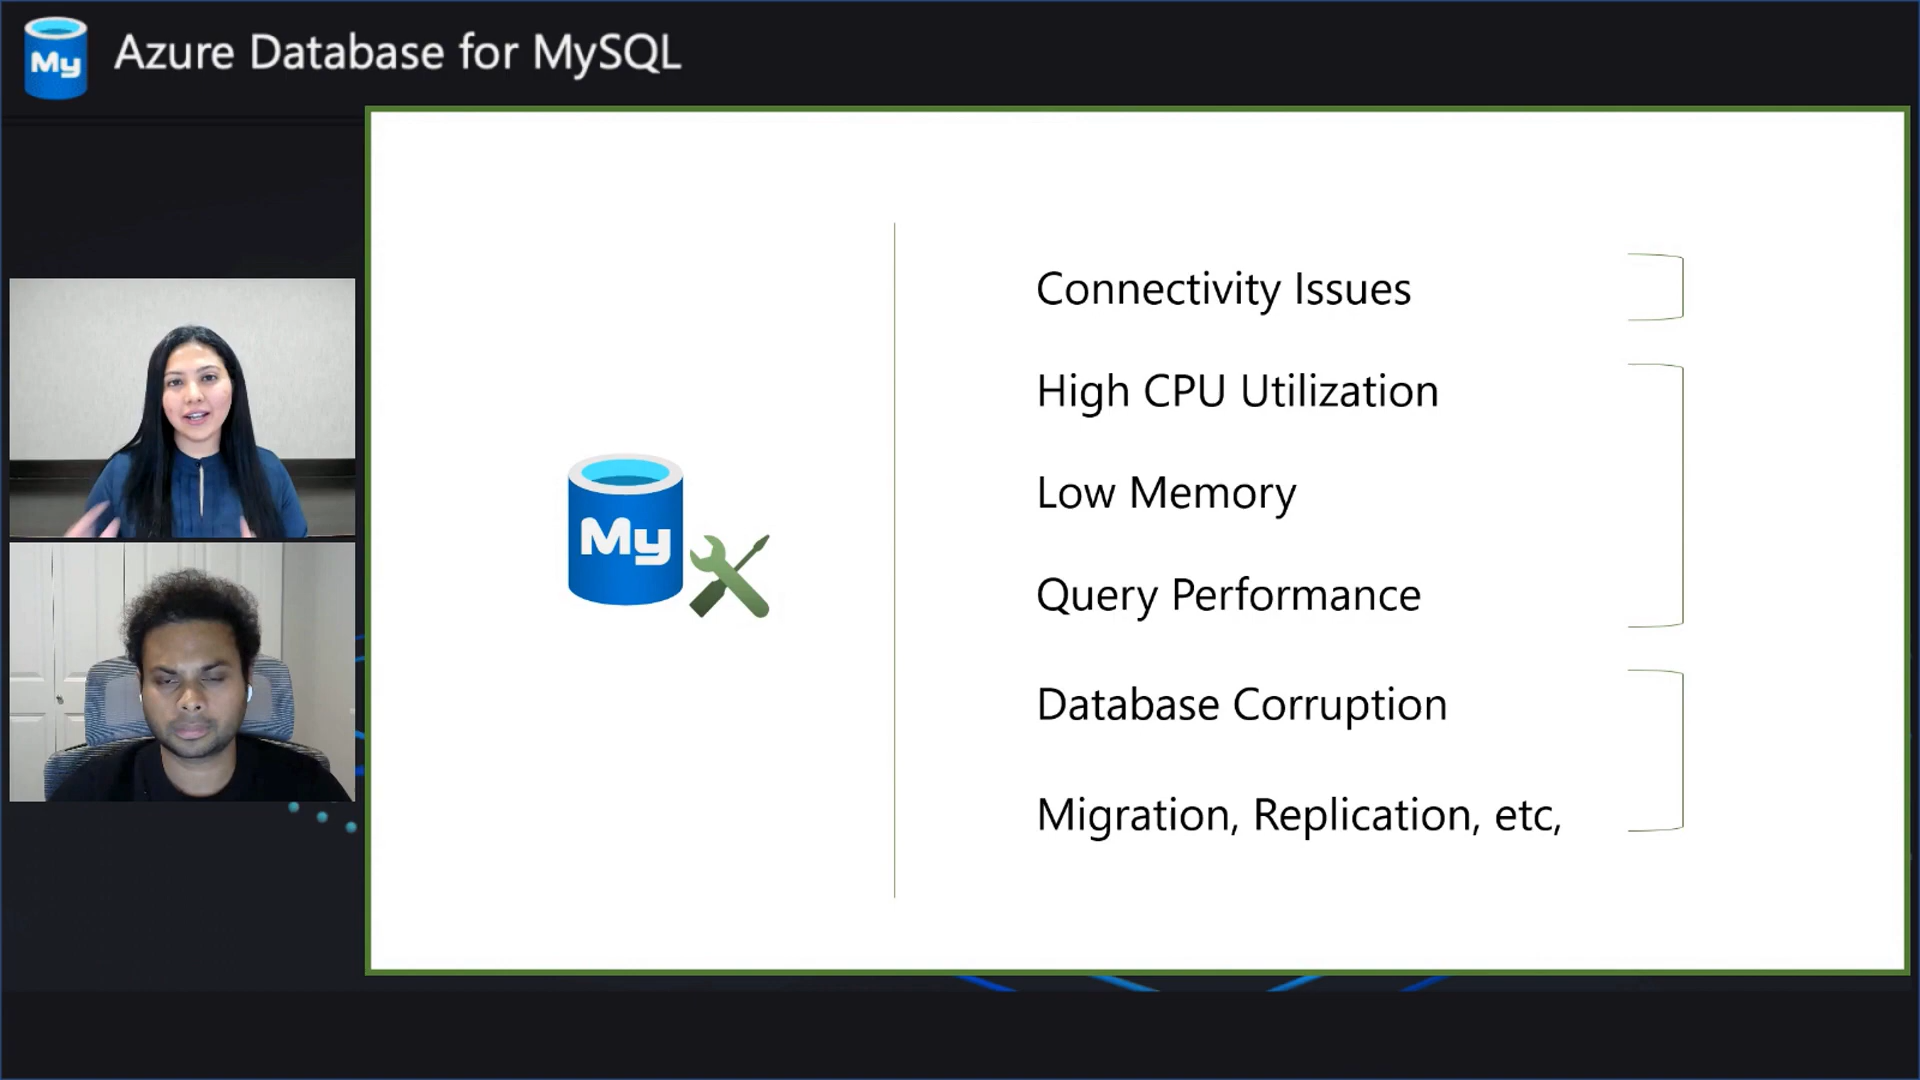 My Azure Database for MySQL
Connectivity Issues
High CPU Utilization
Low Memory
My
Query Performance
Database Corruption
Migration, Replication, etc,